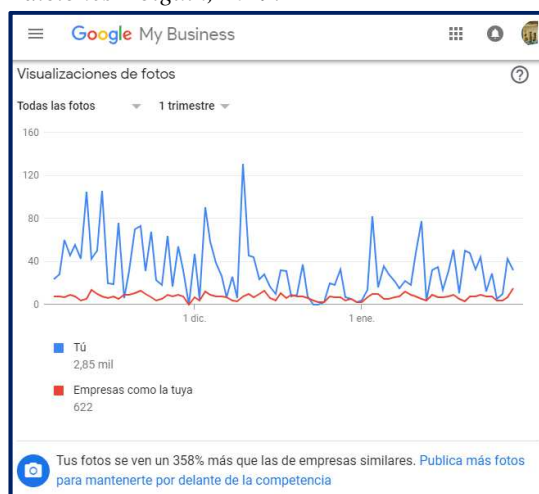 Google My Business
Visualizaciones de fotos
Todas las fotos 1 trimestre
160
120
80
40
0
1 dic. 1 ene.
Tú
2,85 mil
Empresas como la tuya
622
Tus fotos se ven un 358% más que las de empresas similares. Publica más fotos
para mantenerte por delante de la competencia